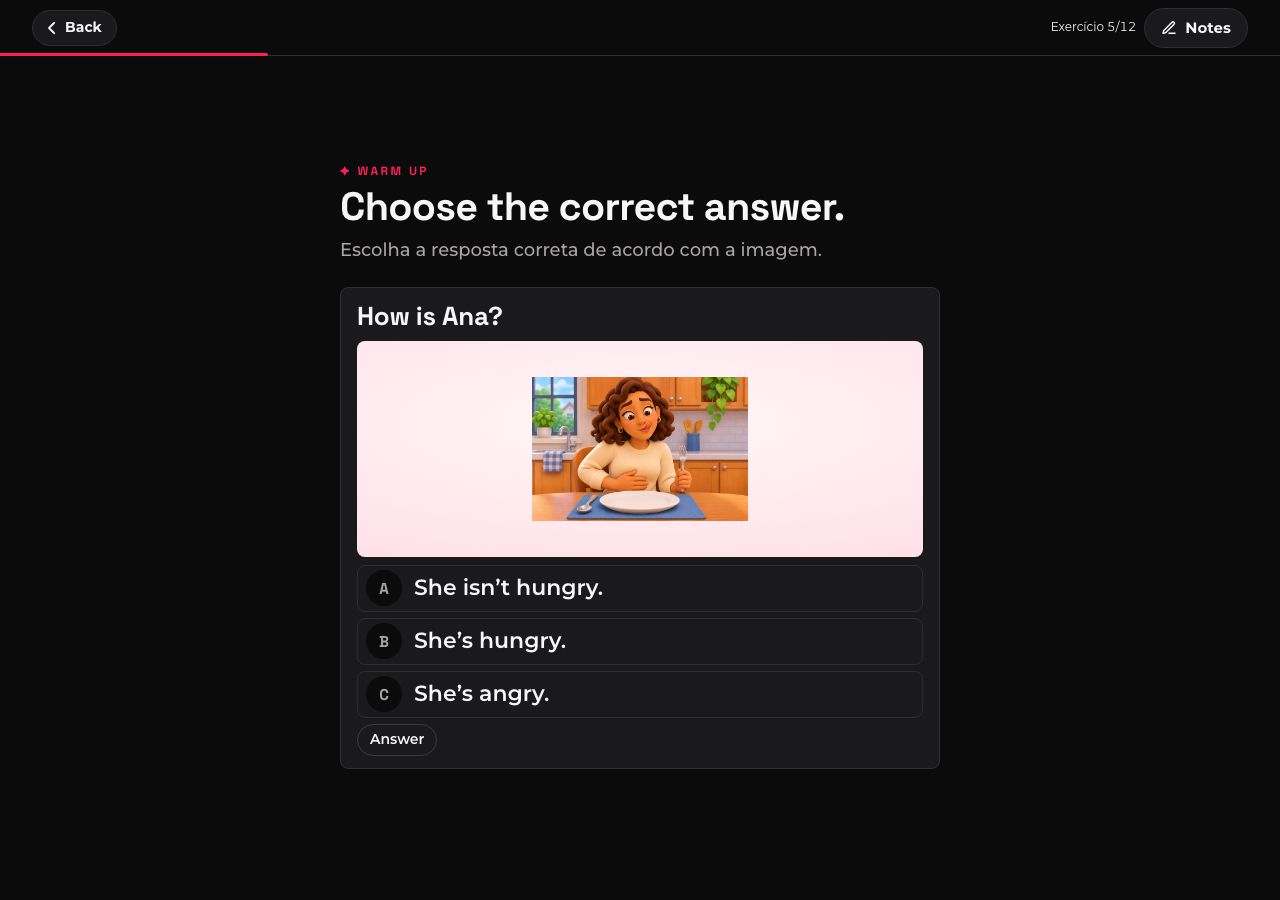 Back
Exercício 5/12
Notes
WARM UP
Choose the correct answer.
Escolha a resposta correta de acordo com a imagem.
How is Ana?
A She isn’t hungry.
B She’s hungry.
C She’s angry.
Answer